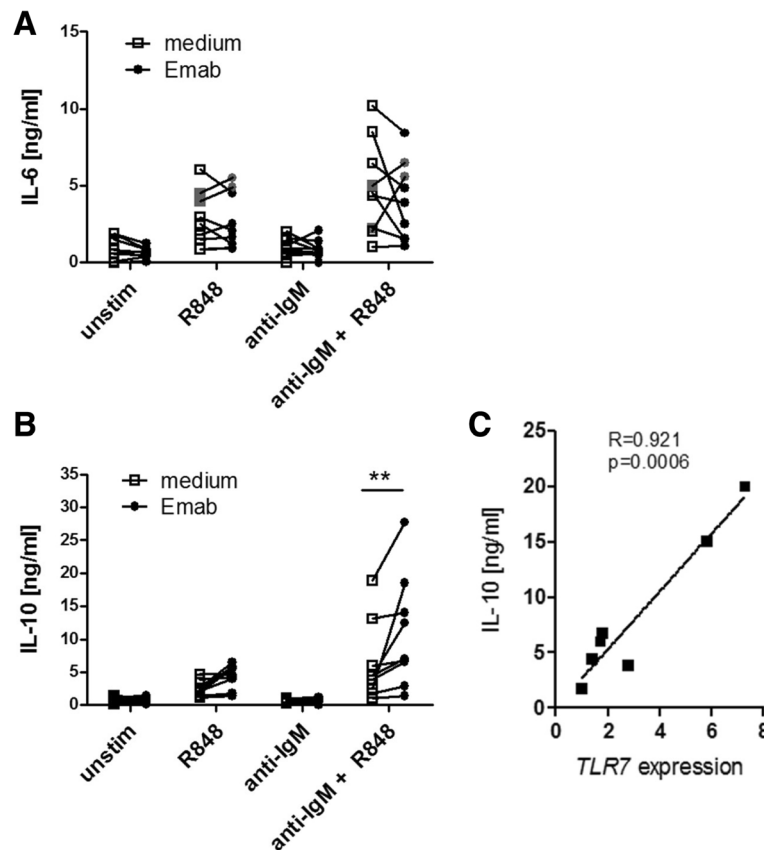 A
15
10
5
0
IL-6 [ng/ml]
medium
Emab
unstim
R848
anti-IgM
anti-IgM + R848
B
35
30
25
20
15
10
5
0
IL-10 [ng/ml]
medium
Emab
**
unstim
R848
anti-IgM
anti-IgM + R848
C
25
20
15
10
5
0
IL-10 [ng/ml]
R=0.921
p=0.0006
0 2 4 6 8
TLR7 expression